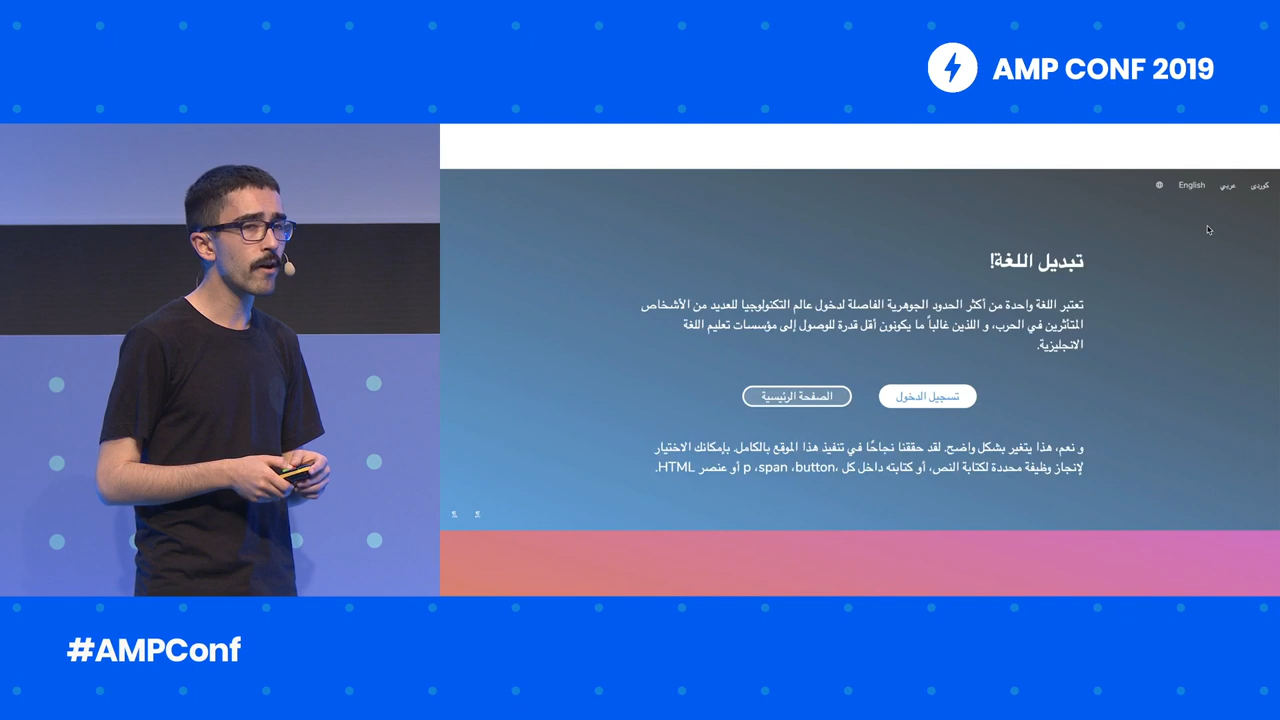 AMP CONF 2019
English عربي كوردی
تبديل اللغة!
تعتبر اللغة واحدة من أكثر الحدود الجوهرية الفاصلة لدخول عالم التكنولوجيا للعديد من الأشخاص
المتأثرين في الحرب، و اللذين غالباً ما يكونون أقل قدرة للوصول إلى مؤسسات تعليم اللغة
الانجليزية.
تسجيل الدخول الصفحة الرئيسية
و نعم، هذا يتغير بشكل واضح. لقد حققنا نجاحًا في تنفيذ هذا الموقع بالكامل. بإمكانك الاختيار
لإنجاز وظيفة محددة لكتابة النص، أو كتابته داخل كل ،p ،span ،button أو عنصر HTML.
#AMPConf